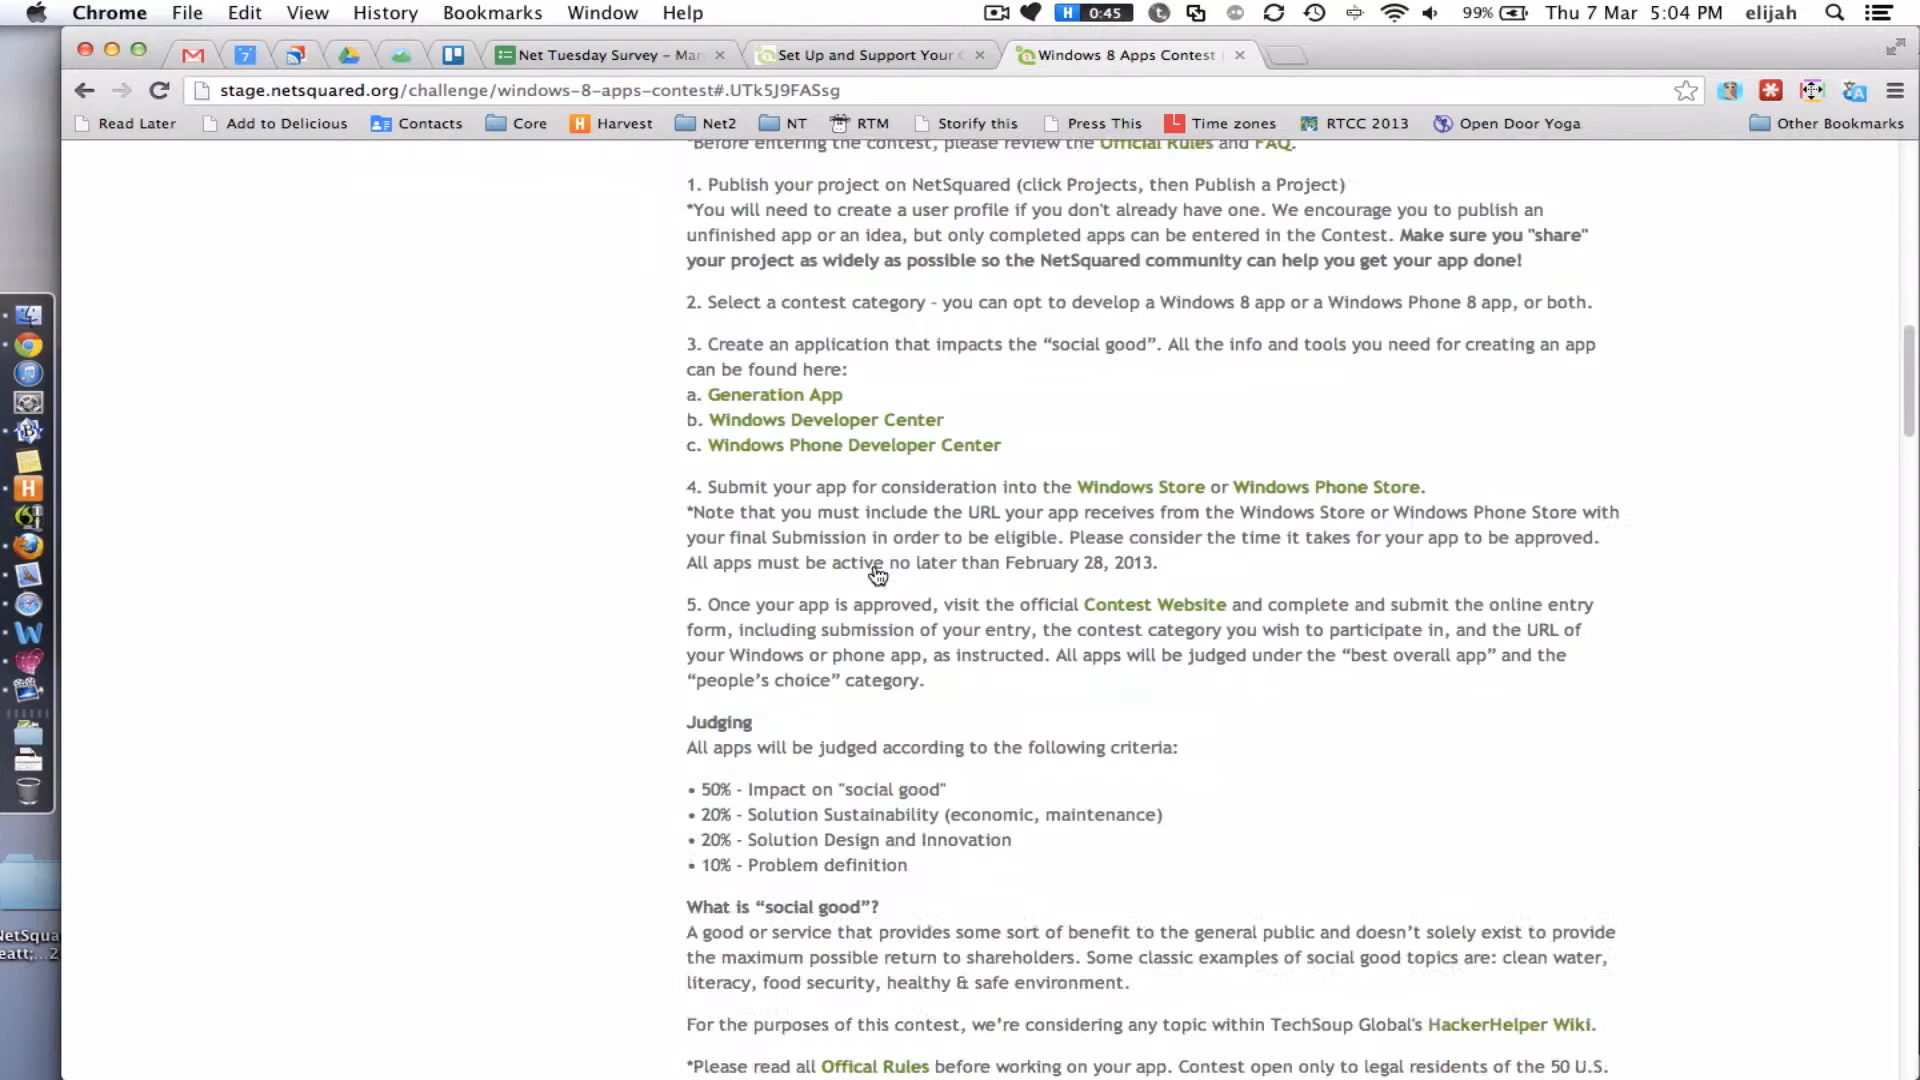 Chrome File Edit View History Bookmarks Window Help H 0:45 99% Thu 7 Mar 5:04 PM elijah
7 Net Tuesday Survey – Mar Set Up and Support Your Windows 8 Apps Contest
stage.netsquared.org/challenge/windows-8-apps-contest#.UTk5J9FASsg
Read Later Add to Delicious Contacts Core Harvest Net2 NT RTM Storify this Press This Time zones RTCC 2013 Open Door Yoga Other Bookmarks
*Before entering the contest, please review the Official Rules and FAQ.
1. Publish your project on NetSquared (click Projects, then Publish a Project)
*You will need to create a user profile if you don't already have one. We encourage you to publish an
unfinished app or an idea, but only completed apps can be entered in the Contest. Make sure you "share"
your project as widely as possible so the NetSquared community can help you get your app done!
2. Select a contest category - you can opt to develop a Windows 8 app or a Windows Phone 8 app, or both.
3. Create an application that impacts the “social good”. All the info and tools you need for creating an app
can be found here:
a. Generation App
b. Windows Developer Center
c. Windows Phone Developer Center
4. Submit your app for consideration into the Windows Store or Windows Phone Store.
*Note that you must include the URL your app receives from the Windows Store or Windows Phone Store with
your final Submission in order to be eligible. Please consider the time it takes for your app to be approved.
All apps must be active no later than February 28, 2013.
5. Once your app is approved, visit the official Contest Website and complete and submit the online entry
form, including submission of your entry, the contest category you wish to participate in, and the URL of
your Windows or phone app, as instructed. All apps will be judged under the “best overall app” and the
“people’s choice” category.
Judging
All apps will be judged according to the following criteria:
• 50% - Impact on "social good"
• 20% - Solution Sustainability (economic, maintenance)
• 20% - Solution Design and Innovation
• 10% - Problem definition
What is “social good”?
A good or service that provides some sort of benefit to the general public and doesn’t solely exist to provide
the maximum possible return to shareholders. Some classic examples of social good topics are: clean water,
literacy, food security, healthy & safe environment.
For the purposes of this contest, we’re considering any topic within TechSoup Global's HackerHelper Wiki.
*Please read all Offical Rules before working on your app. Contest open only to legal residents of the 50 U.S.